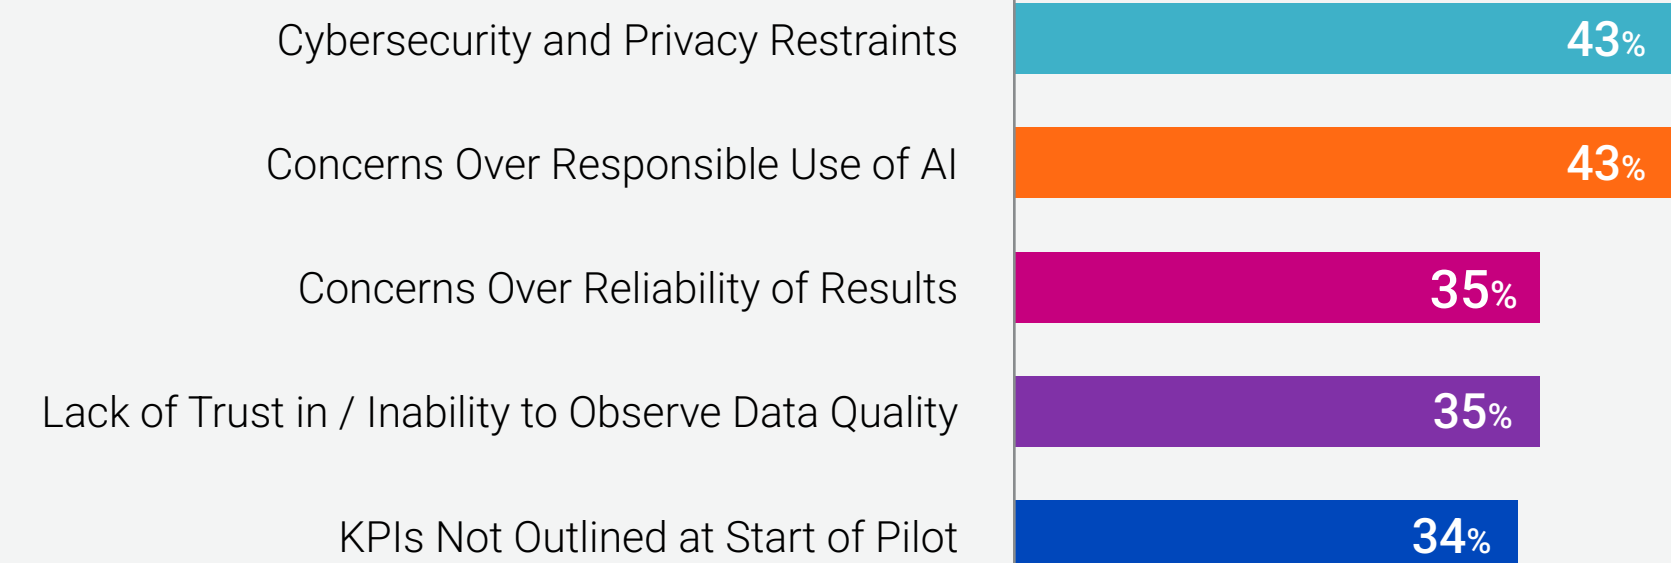 Cybersecurity and Privacy Restraints 43%
Concerns Over Responsible Use of AI 43%
Concerns Over Reliability of Results 35%
Lack of Trust in / Inability to Observe Data Quality 35%
KPIs Not Outlined at Start of Pilot 34%